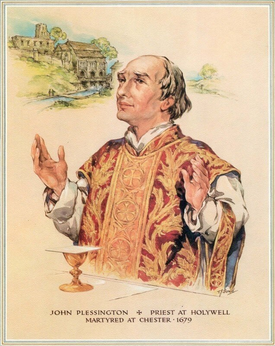 JOHN PLESSINGTON ✢ PRIEST AT HOLYWELL
MARTYRED AT CHESTER · 1679